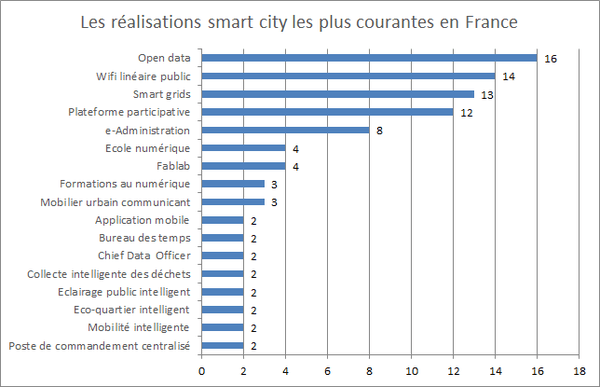 Les réalisations smart city les plus courantes en France
Open data 16
Wifi linéaire public 14
Smart grids 13
Plateforme participative 12
e-Administration 8
Ecole numérique 4
Fablab 4
Formations au numérique 3
Mobilier urbain communicant 3
Application mobile 2
Bureau des temps 2
Chief Data Officer 2
Collecte intelligente des déchets 2
Eclairage public intelligent 2
Eco-quartier intelligent 2
Mobilité intelligente 2
Poste de commandement centralisé 2
0 2 4 6 8 10 12 14 16 18